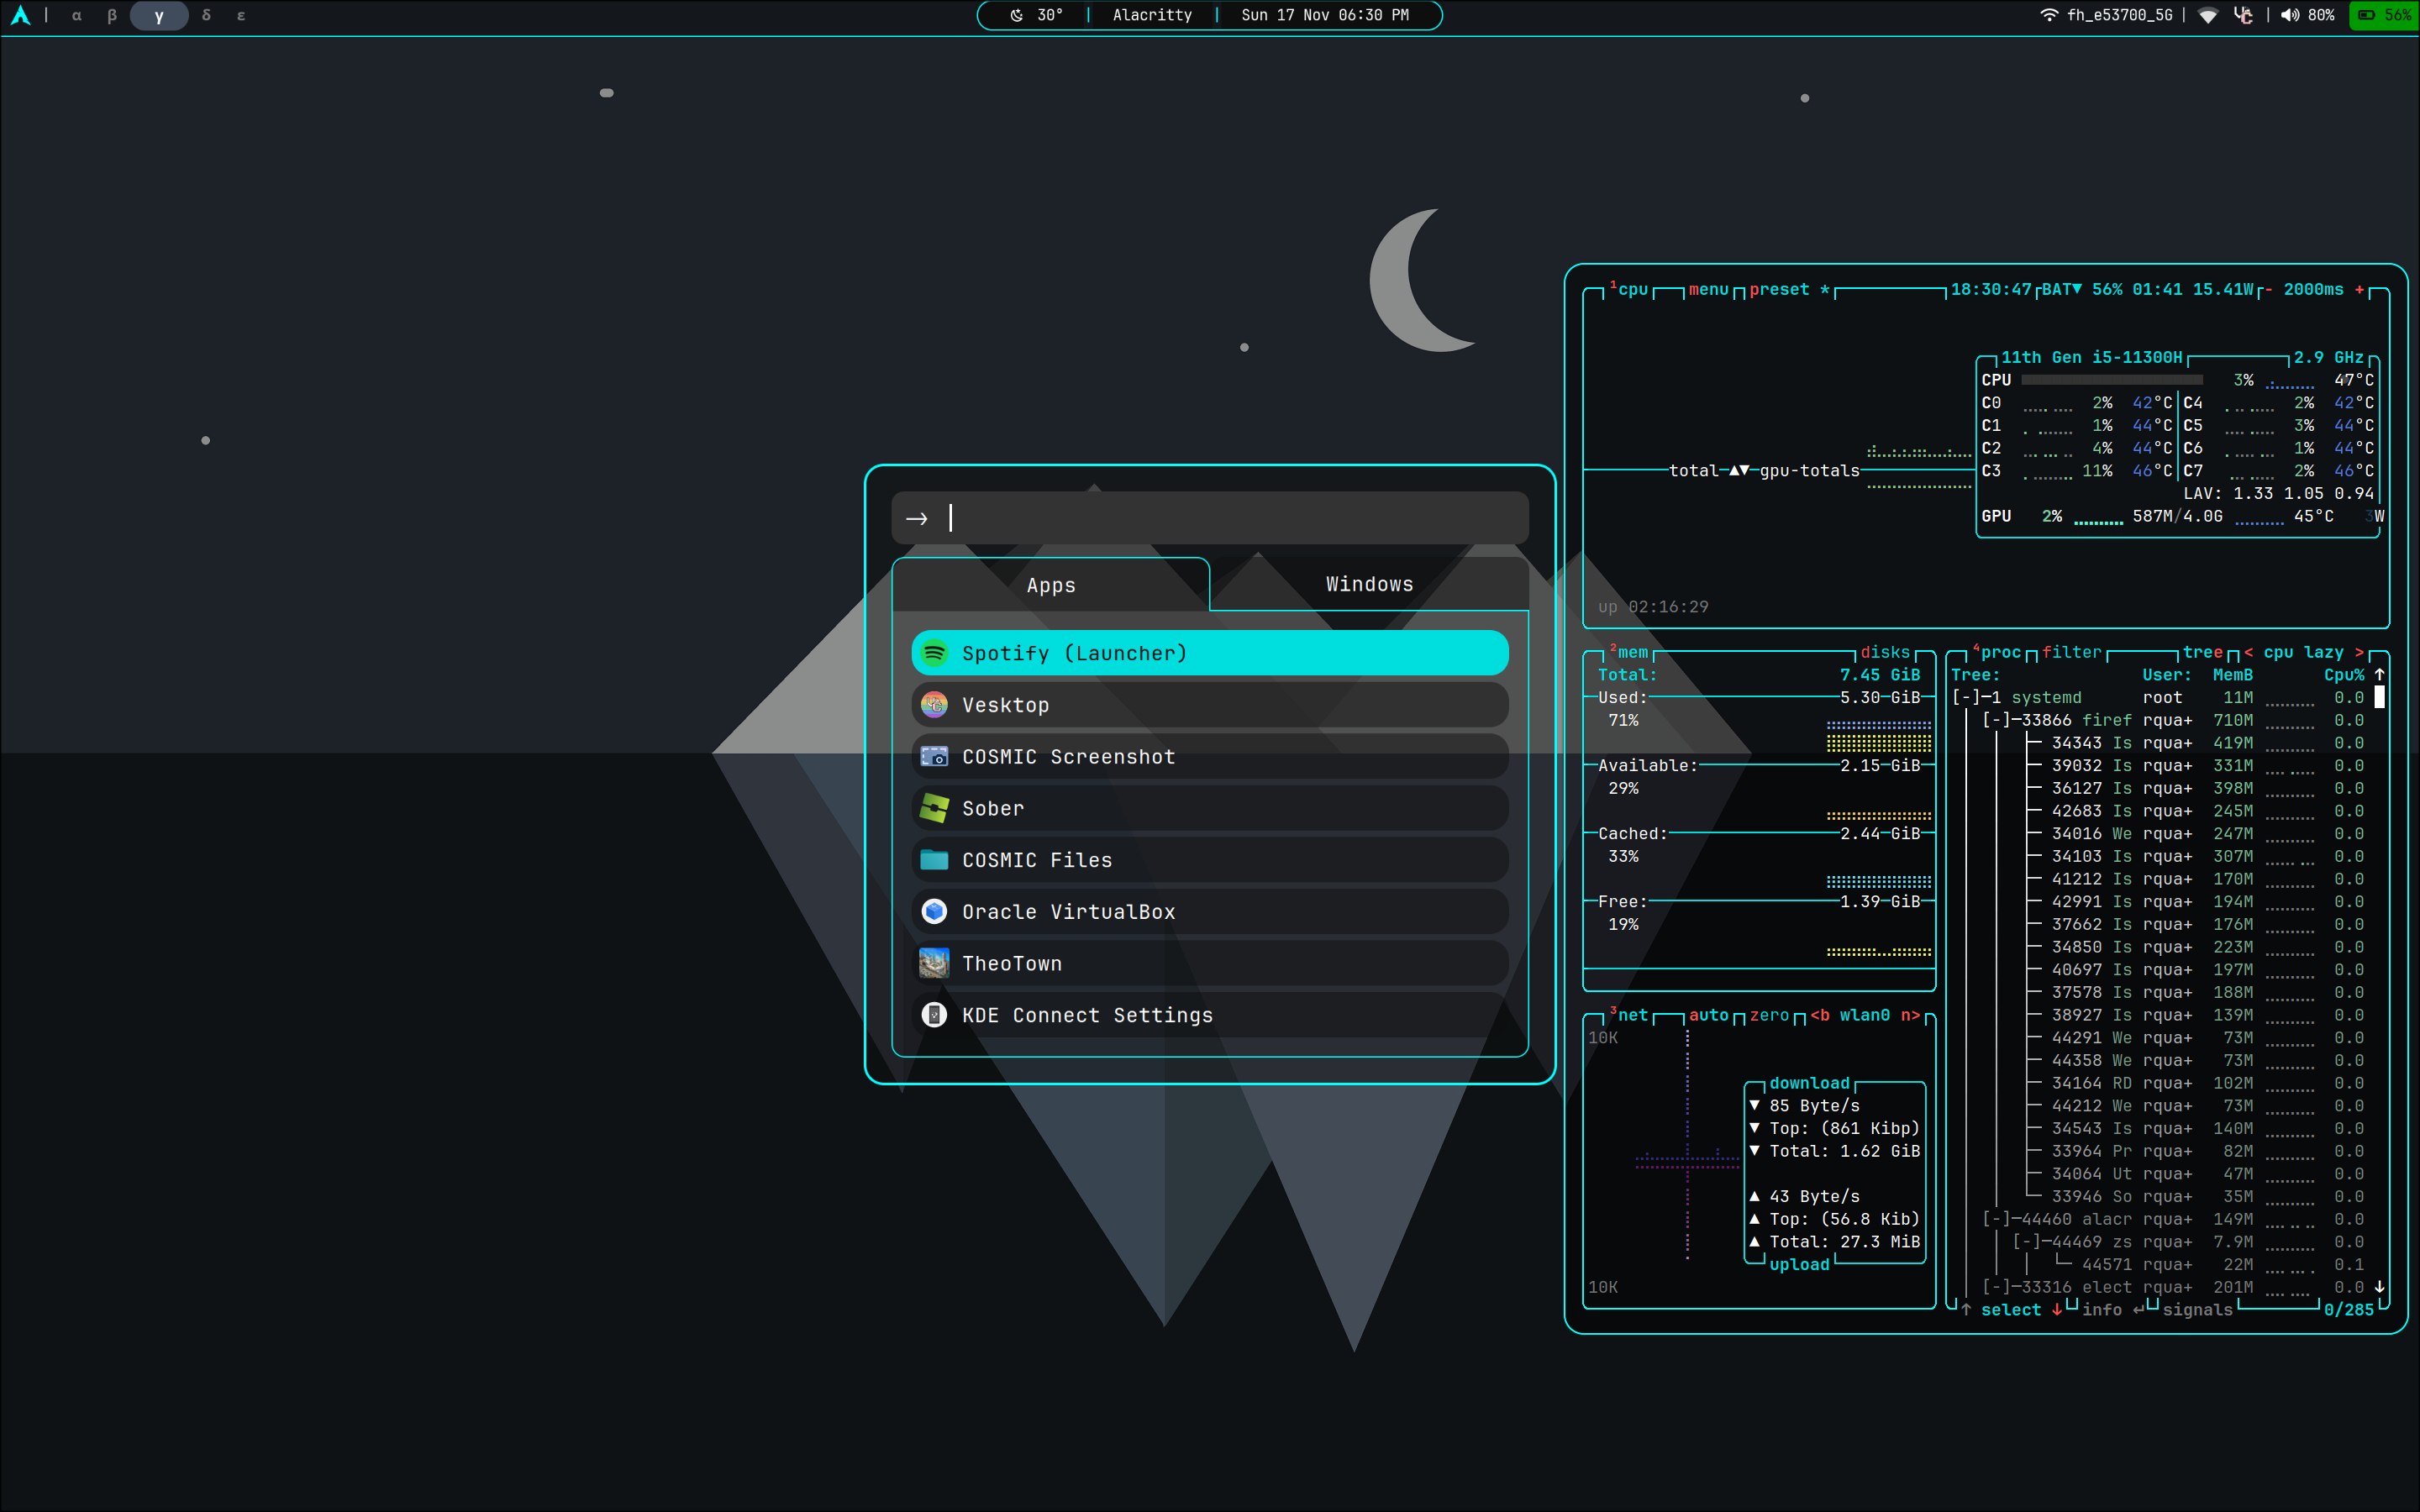 α β γ δ ε
30° | Alacritty | Sun 17 Nov 06:30 PM
fh_e53700_5G | | 80% 56%
→
Apps Windows
Spotify (Launcher)
Vesktop
COSMIC Screenshot
Sober
COSMIC Files
Oracle VirtualBox
TheoTown
KDE Connect Settings
1cpu menu preset * 18:30:47 BAT▼ 56% 01:41 15.41W - 2000ms +
11th Gen i5-11300H 2.9 GHz
CPU 3% 47°C
C0 2% 42°C C4 2% 42°C
C1 1% 44°C C5 3% 44°C
C2 4% 44°C C6 1% 44°C
C3 11% 46°C C7 2% 46°C
total ▲▼ gpu-totals
LAV: 1.33 1.05 0.94
GPU 2% 587M/4.0G 45°C 3W
up 02:16:29
2mem disks
Total: 7.45 GiB
Used: 5.30 GiB
71%
Available: 2.15 GiB
29%
Cached: 2.44 GiB
33%
Free: 1.39 GiB
19%
3net auto zero <b wlan0 n>
10K
download
▼ 85 Byte/s
▼ Top: (861 Kibp)
▼ Total: 1.62 GiB
▲ 43 Byte/s
▲ Top: (56.8 Kib)
▲ Total: 27.3 MiB
upload
10K
4proc filter tree < cpu lazy >
Tree: User: MemB Cpu% ↑
[-]─1 systemd root 11M 0.0
[-]─33866 firef rqua+ 710M 0.0
34343 Is rqua+ 419M 0.0
39032 Is rqua+ 331M 0.0
36127 Is rqua+ 398M 0.0
42683 Is rqua+ 245M 0.0
34016 We rqua+ 247M 0.0
34103 Is rqua+ 307M 0.0
41212 Is rqua+ 170M 0.0
42991 Is rqua+ 194M 0.0
37662 Is rqua+ 176M 0.0
34850 Is rqua+ 223M 0.0
40697 Is rqua+ 197M 0.0
37578 Is rqua+ 188M 0.0
38927 Is rqua+ 139M 0.0
44291 We rqua+ 73M 0.0
44358 We rqua+ 73M 0.0
34164 RD rqua+ 102M 0.0
44212 We rqua+ 73M 0.0
34543 Is rqua+ 140M 0.0
33964 Pr rqua+ 82M 0.0
34064 Ut rqua+ 47M 0.0
33946 So rqua+ 35M 0.0
[-]─44460 alacr rqua+ 149M 0.0
[-]─44469 zs rqua+ 7.9M 0.0
44571 rqua+ 22M 0.1
[-]─33316 elect rqua+ 201M 0.0 ↓
↑ select ↓ info ↵ signals 0/285